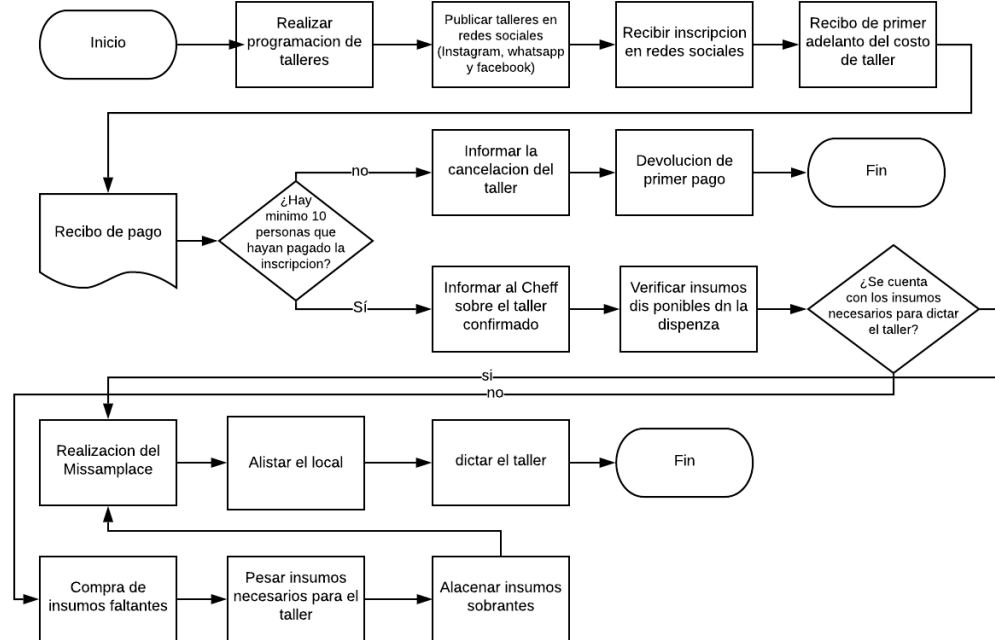 Inicio
Realizar
programacion de
talleres
Publicar talleres en
redes sociales
(Instagram, whatsapp
y facebook)
Recibir inscripcion
en redes sociales
Recibo de primer
adelanto del costo
de taller
Recibo de pago
¿Hay
minimo 10
personas que
hayan pagado la
inscripcion?
no
Informar la
cancelacion del
taller
Devolucion de
primer pago
Fin
Sí
Informar al Cheff
sobre el taller
confirmado
Verificar insumos
dis ponibles dn la
dispenza
¿Se cuenta
con los insumos
necesarios para dictar
el taller?
si
no
Realizacion del
Missamplace
Alistar el local
dictar el taller
Fin
Compra de
insumos faltantes
Pesar insumos
necesarios para el
taller
Alacenar insumos
sobrantes